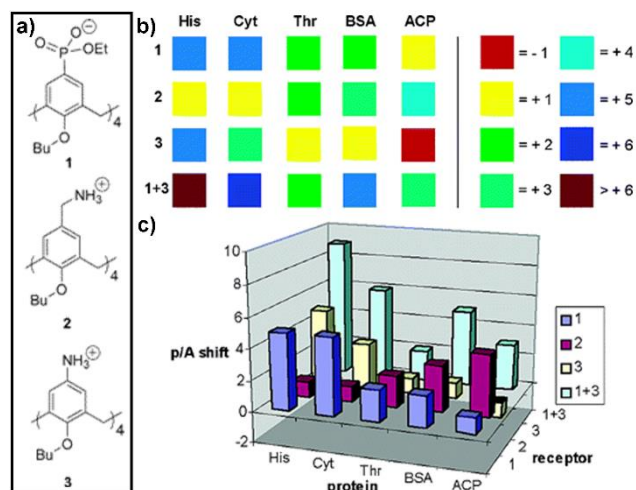 a)
O
O
⊖
P
OEt
O
4
Bu
1
NH3⊕
O
4
Bu
2
NH3⊕
O
4
Bu
3
b)
His Cyt Thr BSA ACP
1
2
3
1+3
= - 1
= + 4
= + 1
= + 5
= + 2
= + 6
= + 3
> + 6
c)
10
8
6
4
2
0
-2
p/A shift
His
Cyt
Thr
BSA
ACP
protein
1
2
3
1+3
receptor
1
2
3
1+3